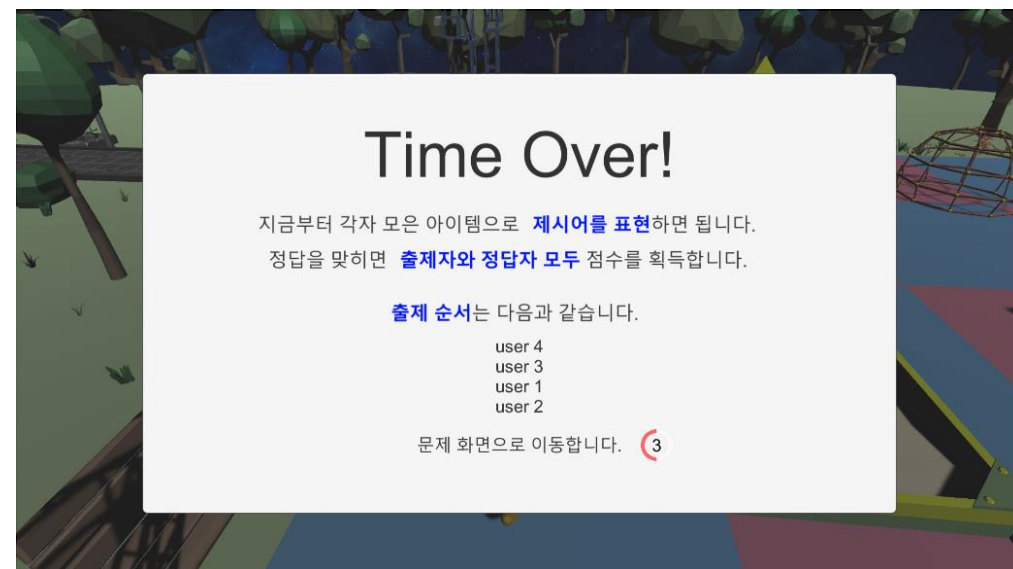 Time Over!
지금부터 각자 모은 아이템으로 제시어를 표현하면 됩니다.
정답을 맞히면 출제자와 정답자 모두 점수를 획득합니다.
출제 순서는 다음과 같습니다.
user 4
user 3
user 1
user 2
문제 화면으로 이동합니다. 3